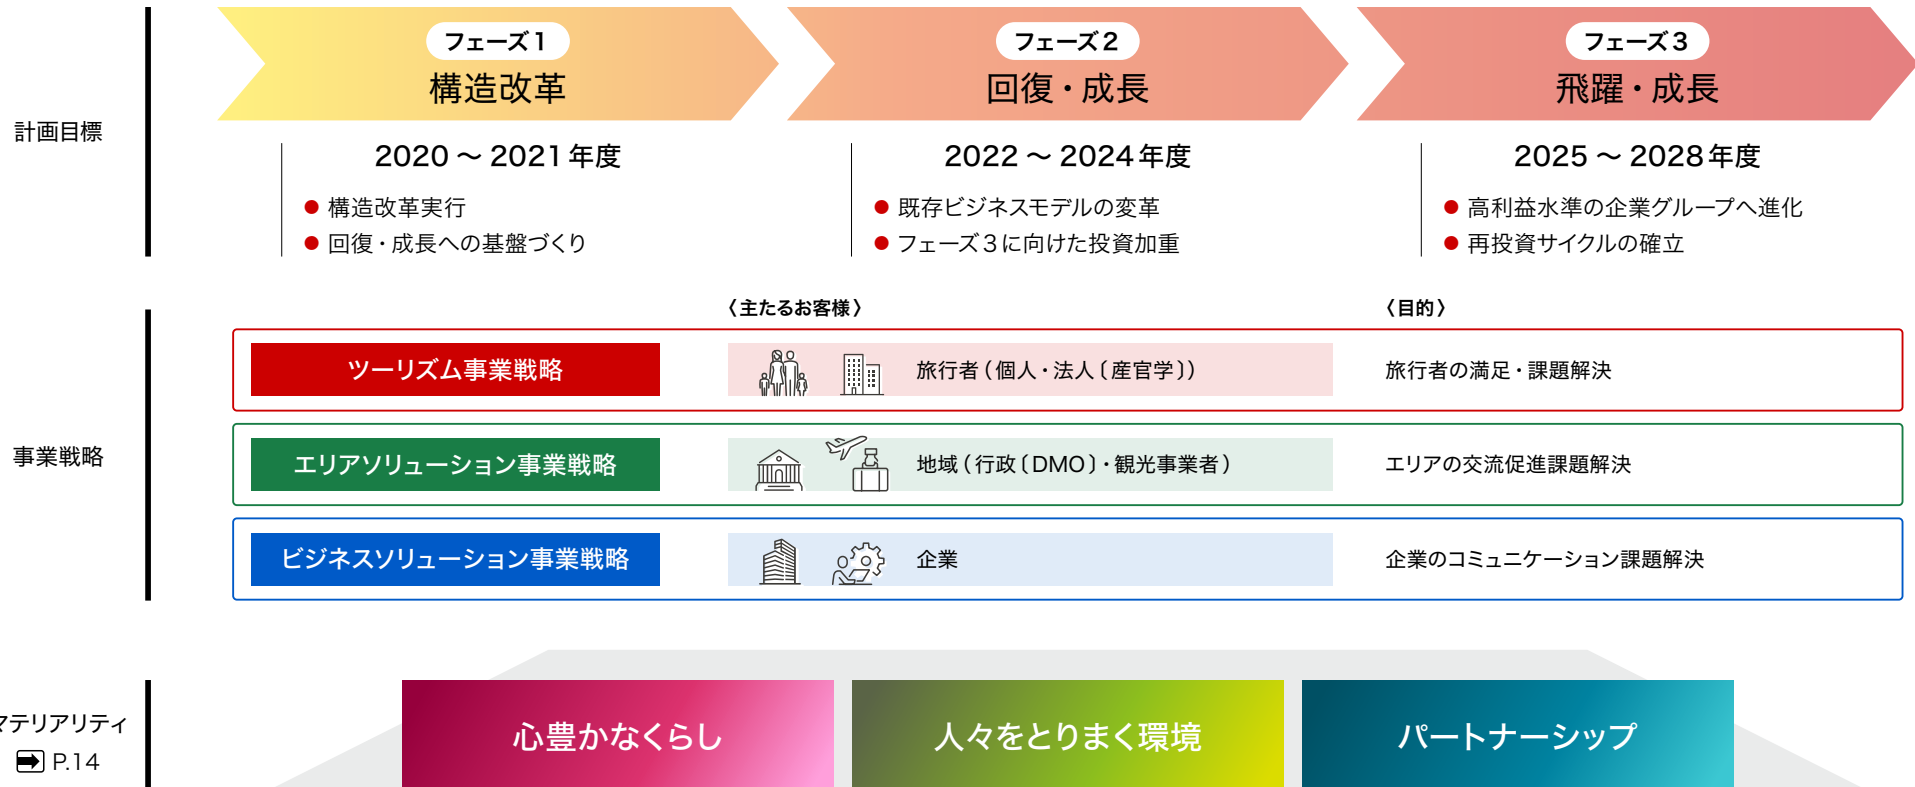 計画目標
フェーズ1
構造改革
2020 ～ 2021年度
● 構造改革実行
● 回復・成長への基盤づくり
フェーズ2
回復・成長
2022 ～ 2024年度
● 既存ビジネスモデルの変革
● フェーズ3に向けた投資加重
フェーズ3
飛躍・成長
2025 ～ 2028年度
● 高利益水準の企業グループへ進化
● 再投資サイクルの確立
事業戦略
〈主たるお客様〉
〈目的〉
ツーリズム事業戦略
旅行者(個人・法人〔産官学〕)
旅行者の満足・課題解決
エリアソリューション事業戦略
地域(行政〔DMO〕・観光事業者)
エリアの交流促進課題解決
ビジネスソリューション事業戦略
企業
企業のコミュニケーション課題解決
マテリアリティ
P.14
心豊かなくらし
人々をとりまく環境
パートナーシップ